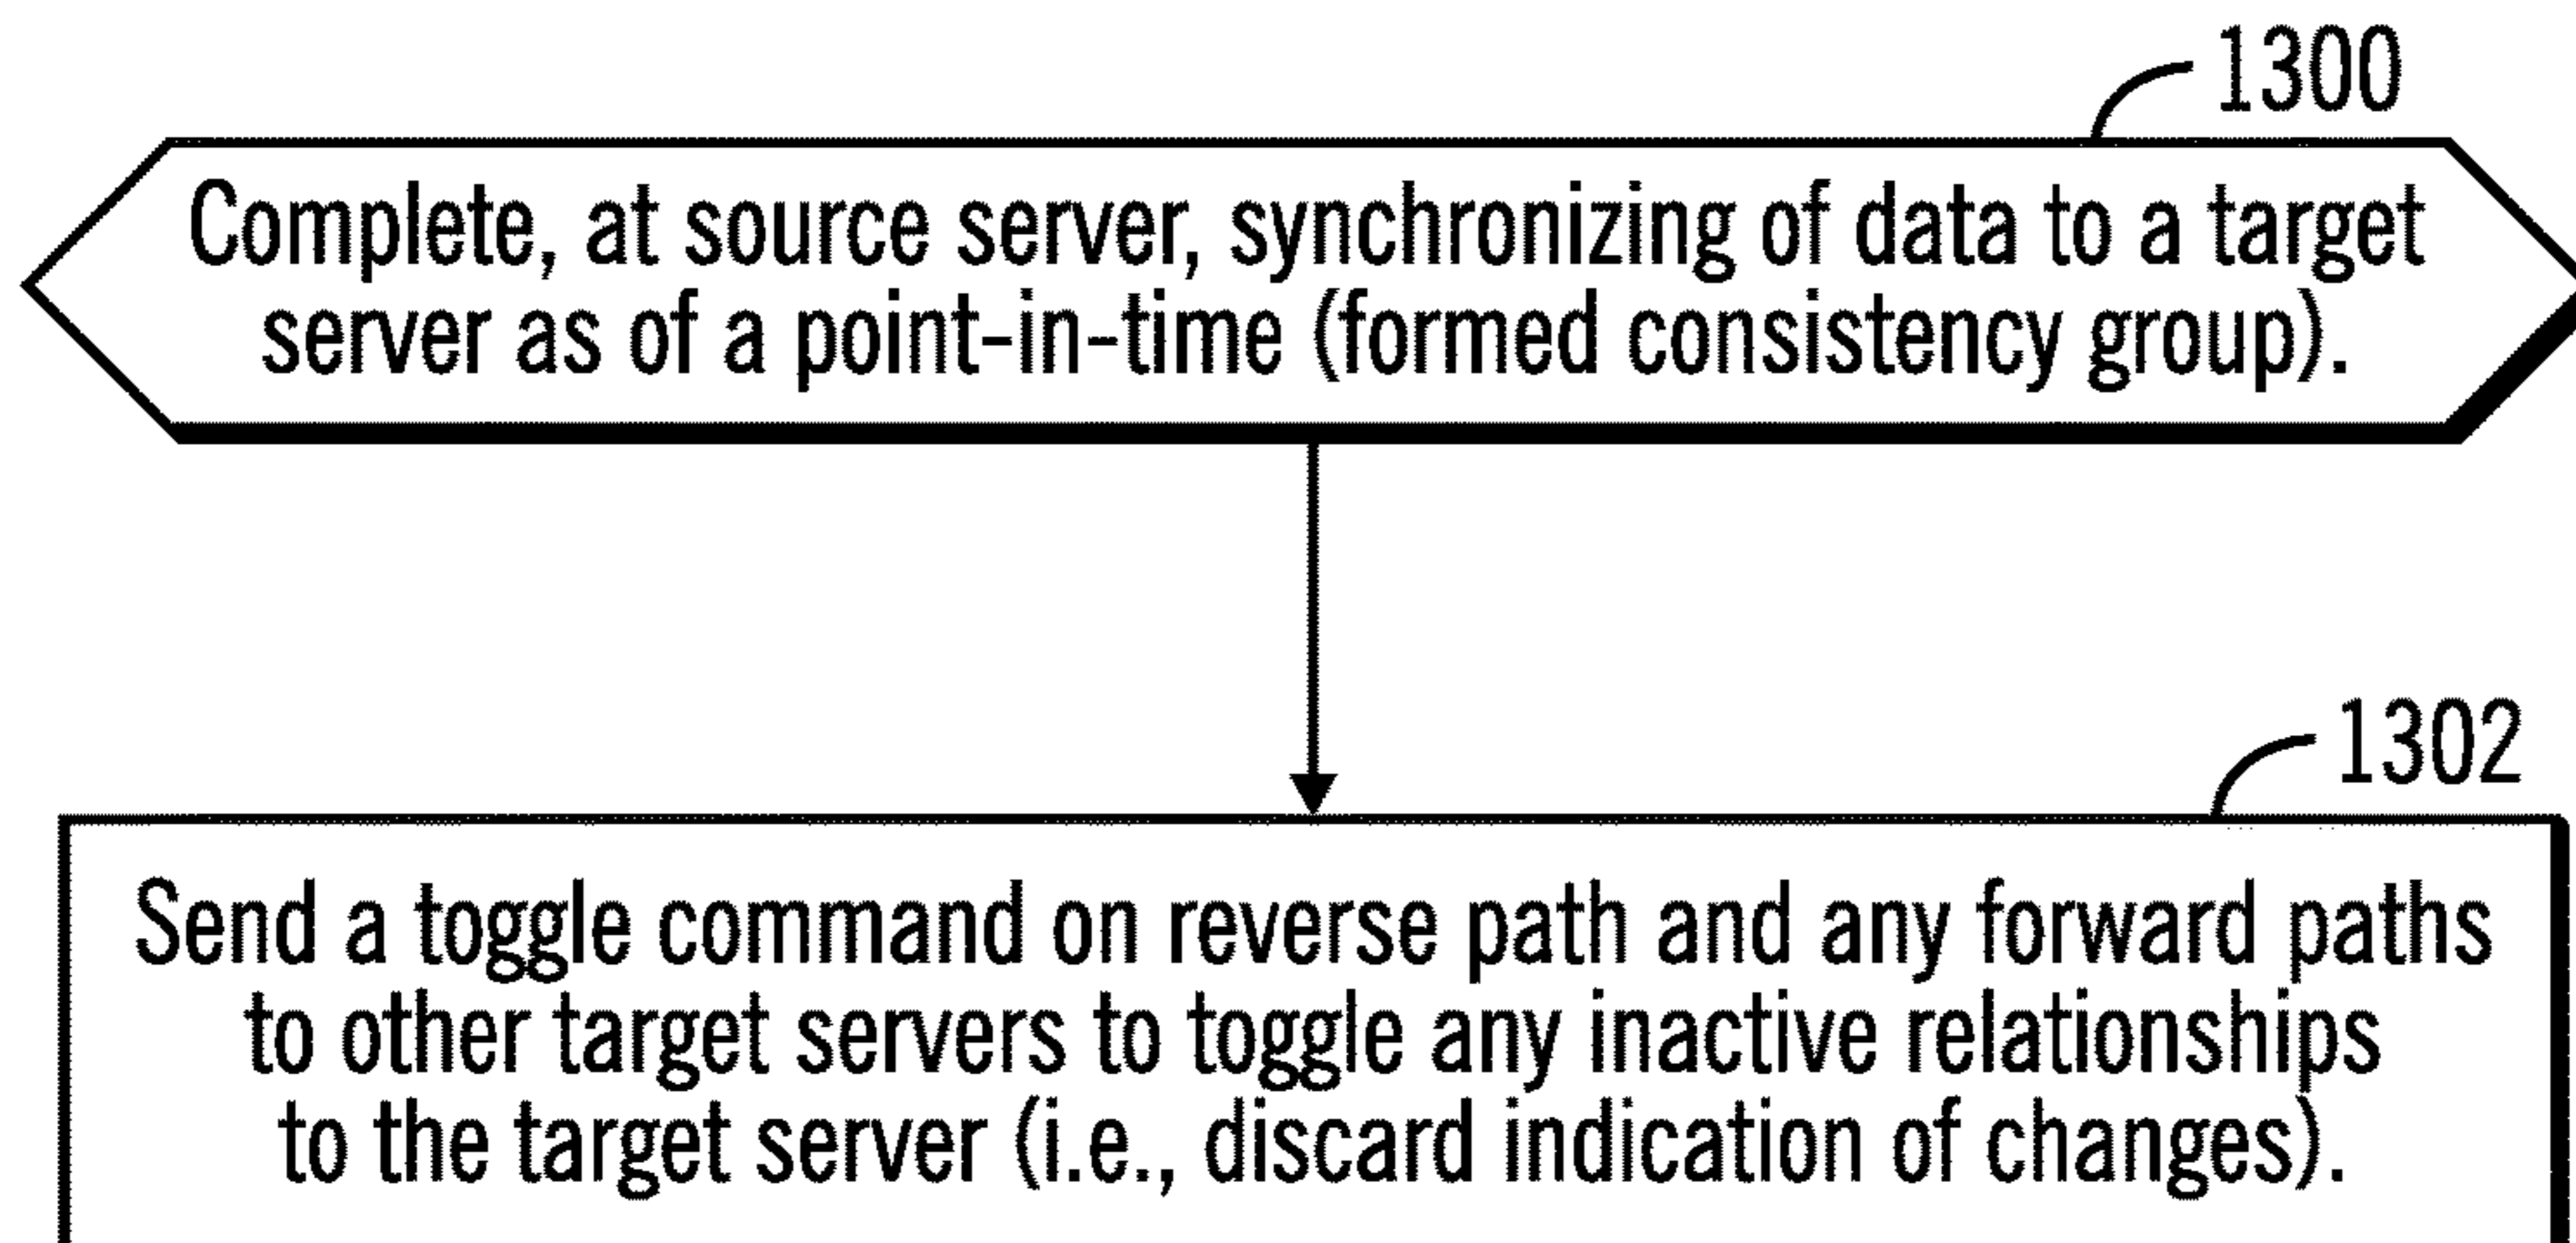 1300
Complete, at source server, synchronizing of data to a target
server as of a point-in-time (formed consistency group).
1302
Send a toggle command on reverse path and any forward paths
to other target servers to toggle any inactive relationships
to the target server (i.e., discard indication of changes).